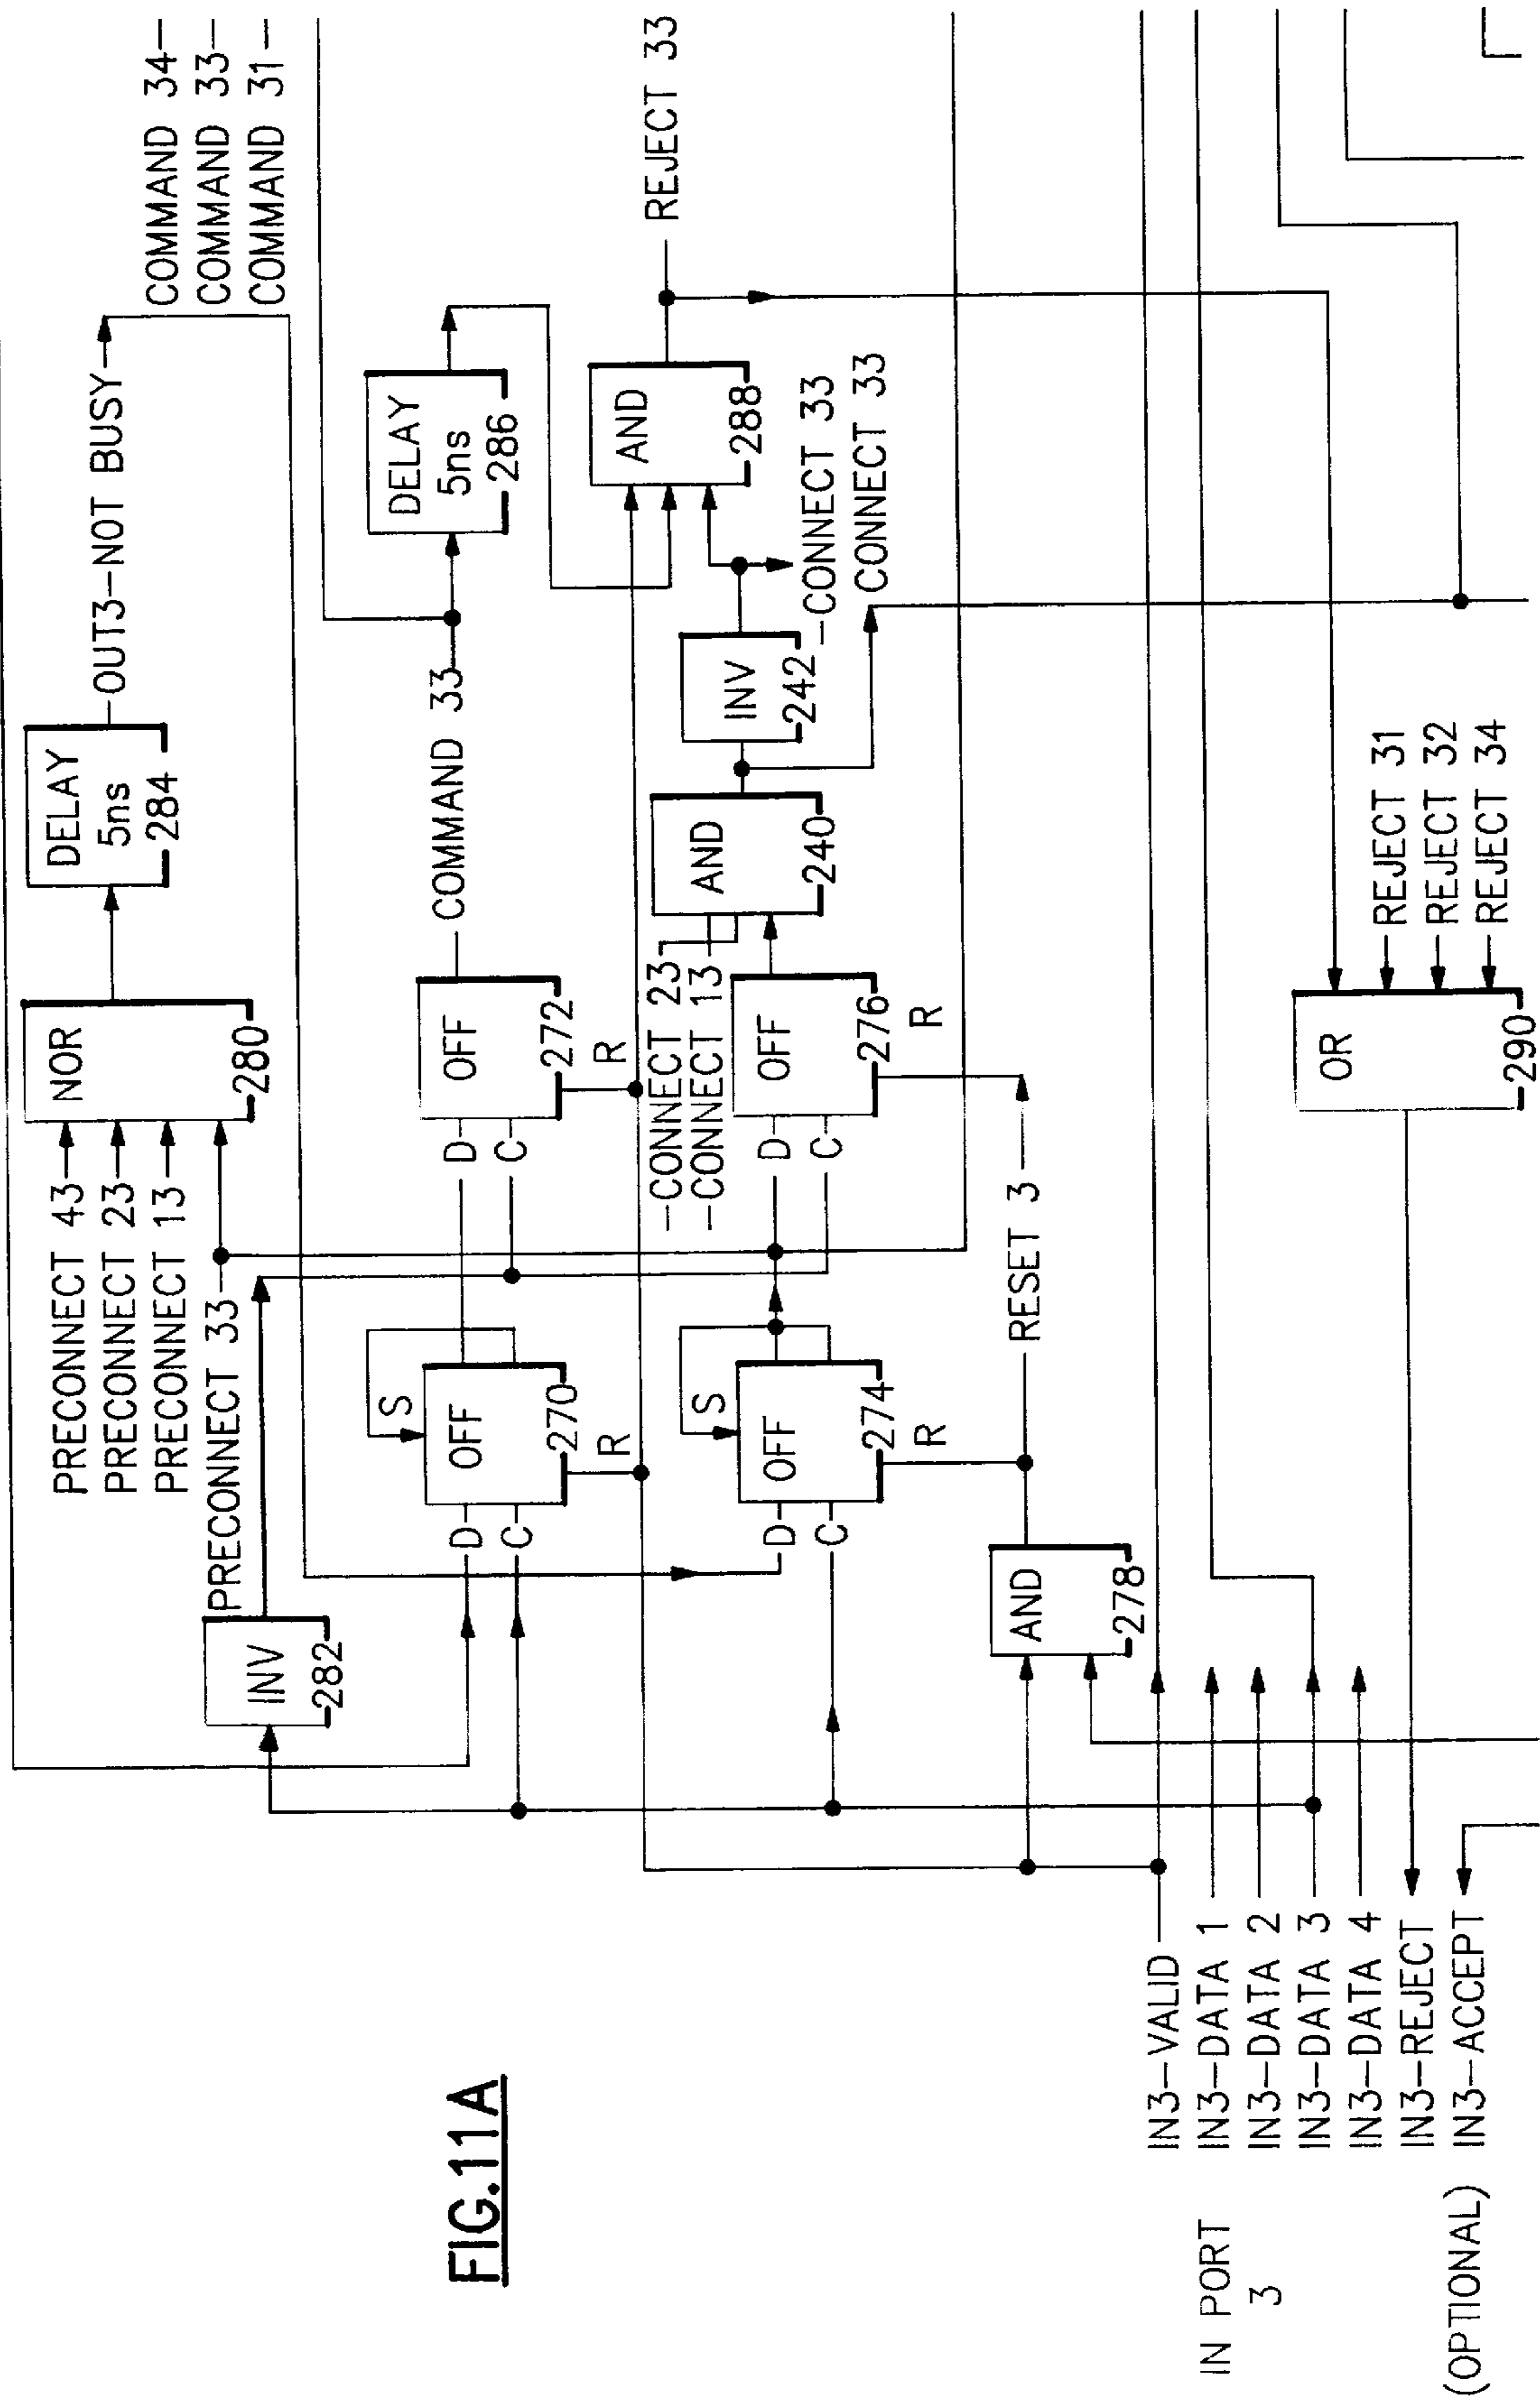 FIG.11A
PRECONNECT 43
PRECONNECT 23
PRECONNECT 13
PRECONNECT 33
NOR
280
DELAY
5ns
284
OUT3-NOT BUSY
COMMAND 34-
COMMAND 33-
COMMAND 31-
INV
282
D
C
S
OFF
270
R
D
C
OFF
272
R
COMMAND 33
DELAY
5ns
286
AND
288
REJECT 33
D
C
S
OFF
274
R
-CONNECT 23
-CONNECT 13
D
C
OFF
276
R
AND
240
INV
242
-CONNECT 33
CONNECT 33
AND
278
RESET 3
OR
290
REJECT 31
REJECT 32
REJECT 34
IN PORT
3
IN3-VALID
IN3-DATA 1
IN3-DATA 2
IN3-DATA 3
IN3-DATA 4
IN3-REJECT
(OPTIONAL) IN3-ACCEPT